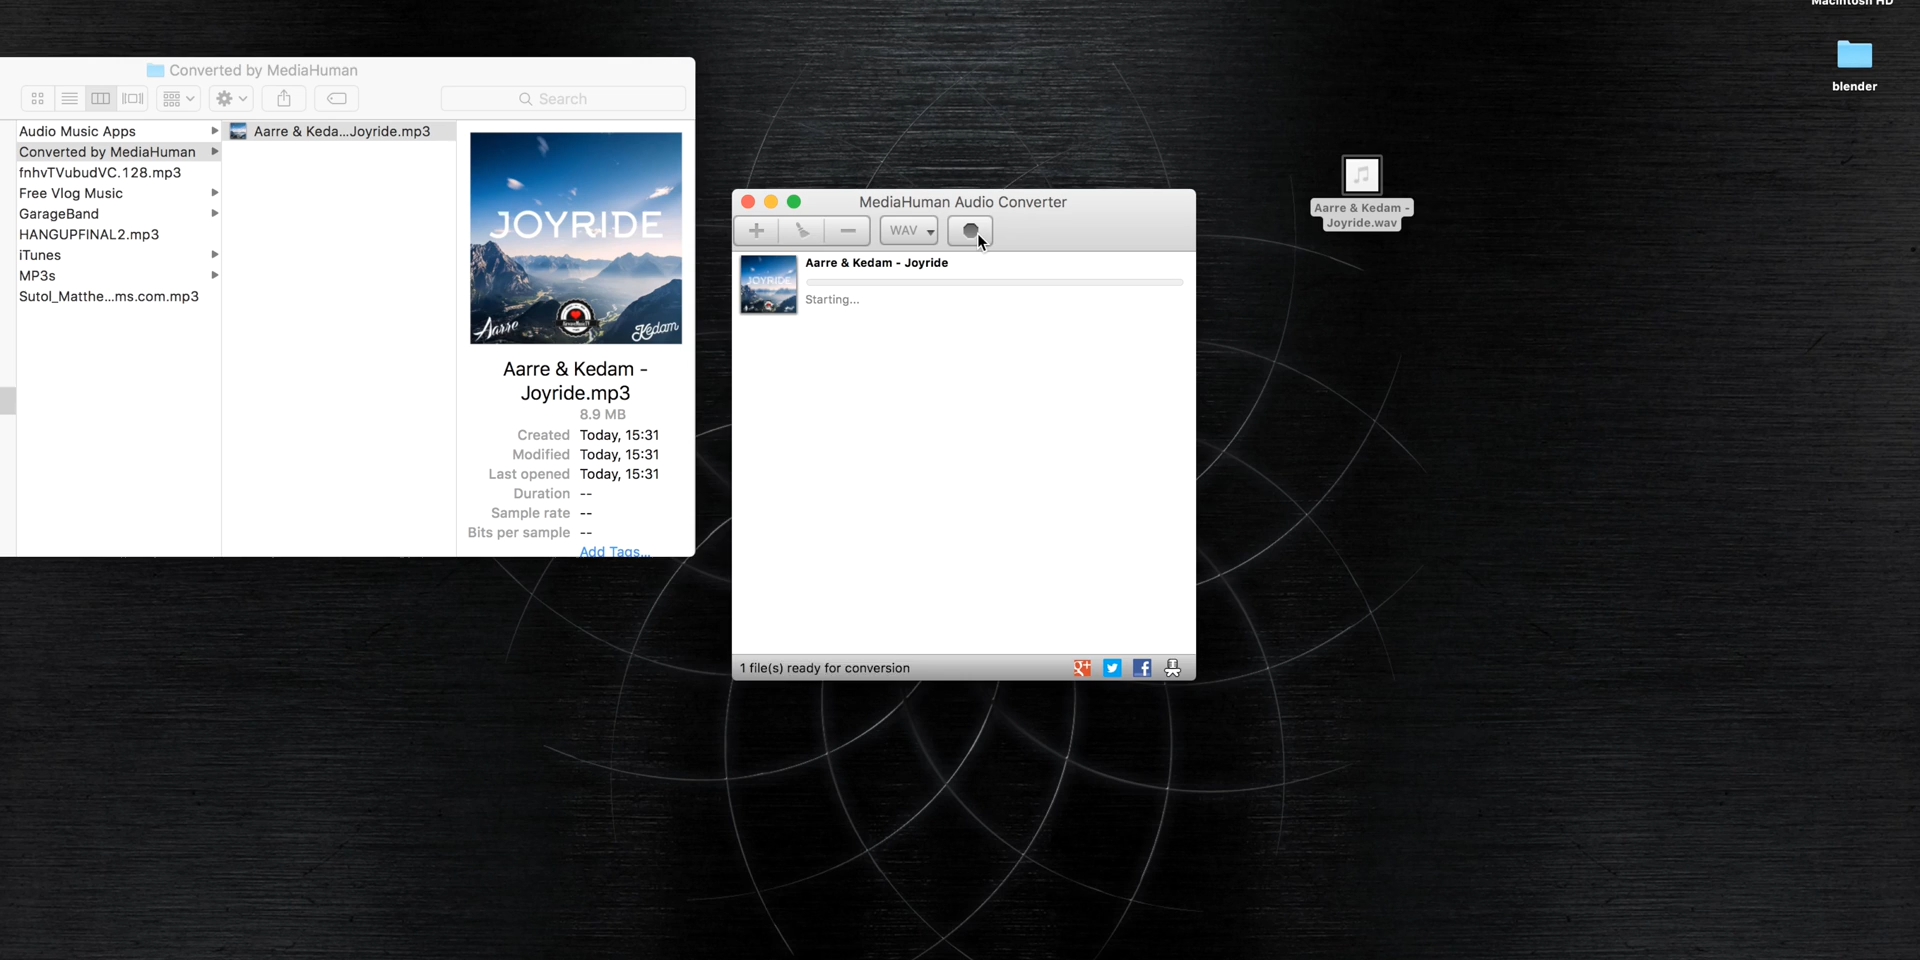 Macintosh HD
blender
Converted by MediaHuman
Search
Audio Music Apps
Converted by MediaHuman
fnhvTVubudVC.128.mp3
Free Vlog Music
GarageBand
HANGUPFINAL2.mp3
iTunes
MP3s
Sutol_Matthe...ms.com.mp3
Aarre & Keda...Joyride.mp3
JOYRIDE
Aarre
Kedam
Aarre & Kedam -
Joyride.mp3
8.9 MB
Created Today, 15:31
Modified Today, 15:31
Last opened Today, 15:31
Duration --
Sample rate --
Bits per sample --
Add Tags...
MediaHuman Audio Converter
WAV
JOYRIDE
Aarre & Kedam - Joyride
Starting...
1 file(s) ready for conversion
g+
f
Aarre & Kedam -
Joyride.wav